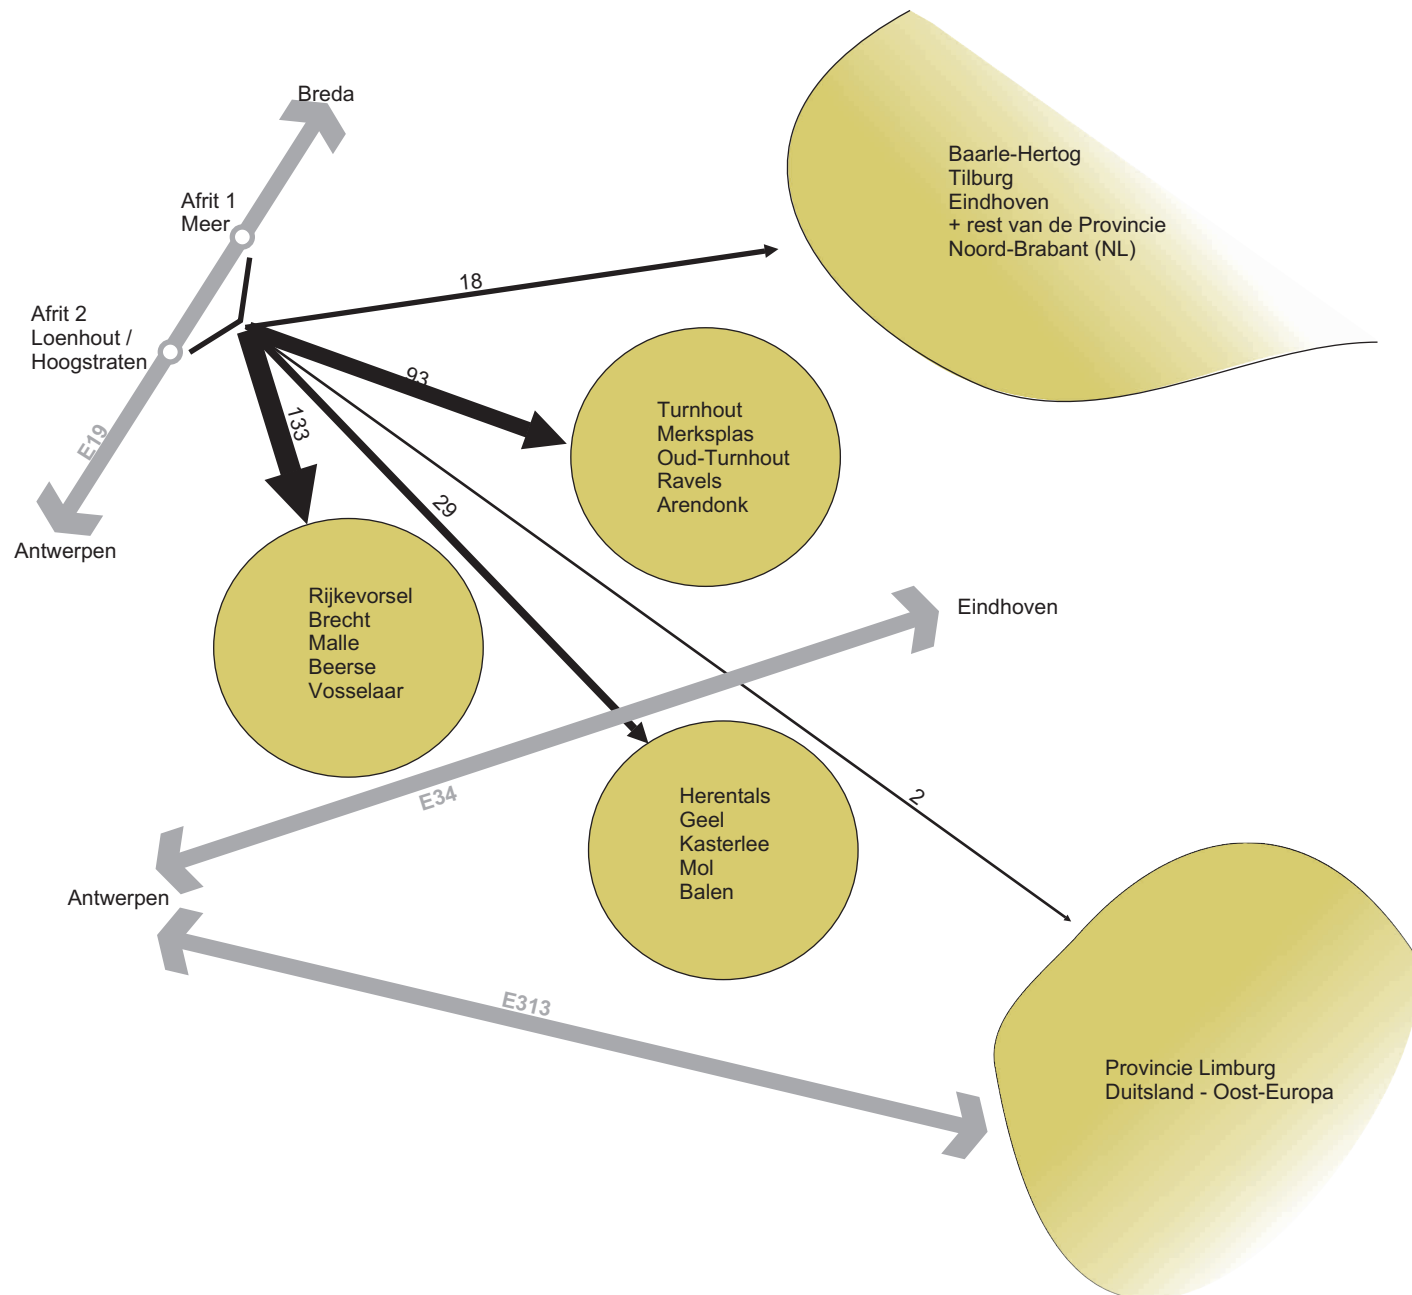 Breda
Afrit 1
Meer
Afrit 2
Loenhout /
Hoogstraten
E19
Antwerpen
18
93
133
29
2
Baarle-Hertog
Tilburg
Eindhoven
+ rest van de Provincie
Noord-Brabant (NL)
Turnhout
Merksplas
Oud-Turnhout
Ravels
Arendonk
Rijkevorsel
Brecht
Malle
Beerse
Vosselaar
Eindhoven
E34
Herentals
Geel
Kasterlee
Mol
Balen
Antwerpen
E313
Provincie Limburg
Duitsland - Oost-Europa